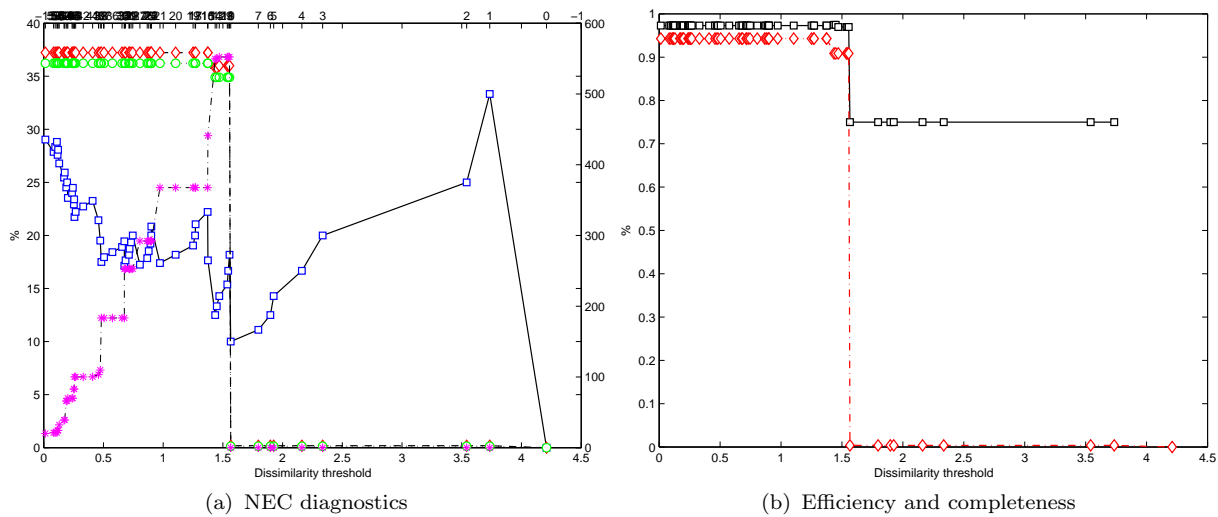 7 6 5 3 2 1 0 −1
40 600
35
500
30
400
25
% 20 300
15
200
10
100
5
0 0
0 0.5 1 1.5 2 2.5 3 3.5 4 4.5
Dissimilarity threshold
(a) NEC diagnostics
1
0.9
0.8
0.7
0.6
% 0.5
0.4
0.3
0.2
0.1
0
0 0.5 1 1.5 2 2.5 3 3.5 4 4.5
Dissimilarity threshold
(b) Efficiency and completeness